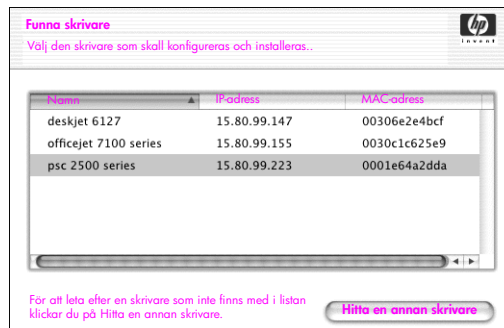 Funna skrivare
Välj den skrivare som skall konfigureras och installeras..
hp
invent
Namn IP-adress MAC-adress
deskjet 6127 15.80.99.147 00306e2e4bcf
officejet 7100 series 15.80.99.155 0030c1c625e9
psc 2500 series 15.80.99.223 0001e64a2dda
För att leta efter en skrivare som inte finns med i listan
klickar du på Hitta en annan skrivare.
Hitta en annan skrivare